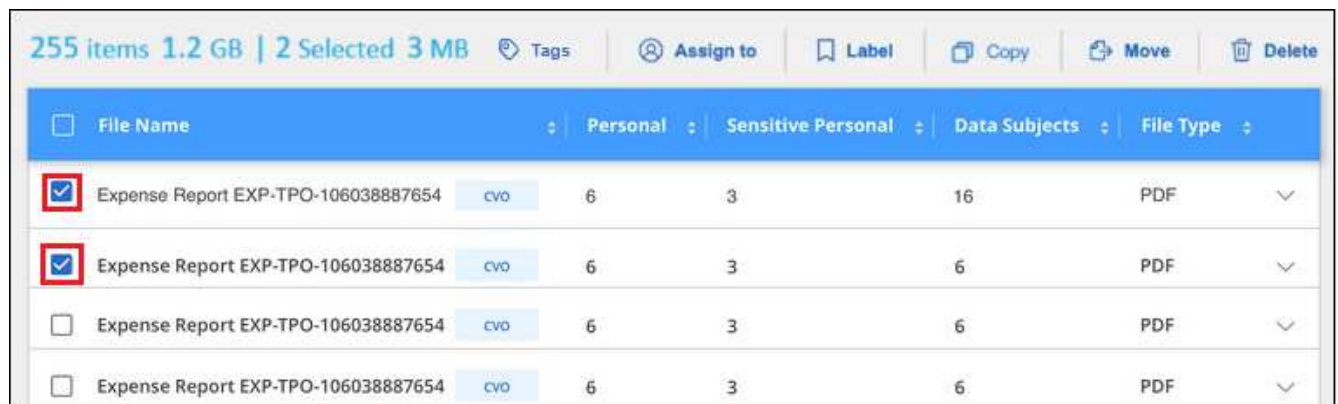 255 items 1.2 GB | 2 Selected 3 MB Tags Assign to Label Copy Move Delete
File Name Personal Sensitive Personal Data Subjects File Type
Expense Report EXP-TPO-106038887654 CVO 6 3 16 PDF
Expense Report EXP-TPO-106038887654 CVO 6 3 6 PDF
Expense Report EXP-TPO-106038887654 CVO 6 3 6 PDF
Expense Report EXP-TPO-106038887654 CVO 6 3 6 PDF